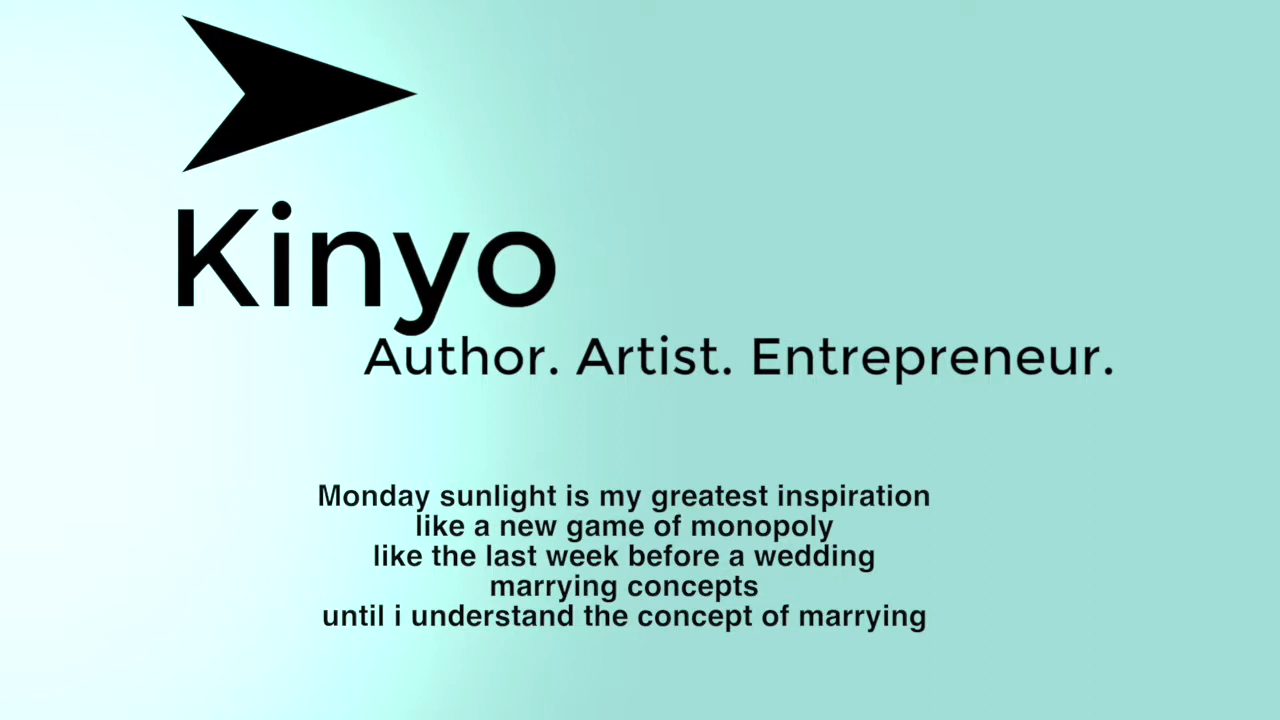 Kinyo
Author. Artist. Entrepreneur.
Monday sunlight is my greatest inspiration
like a new game of monopoly
like the last week before a wedding
marrying concepts
until i understand the concept of marrying